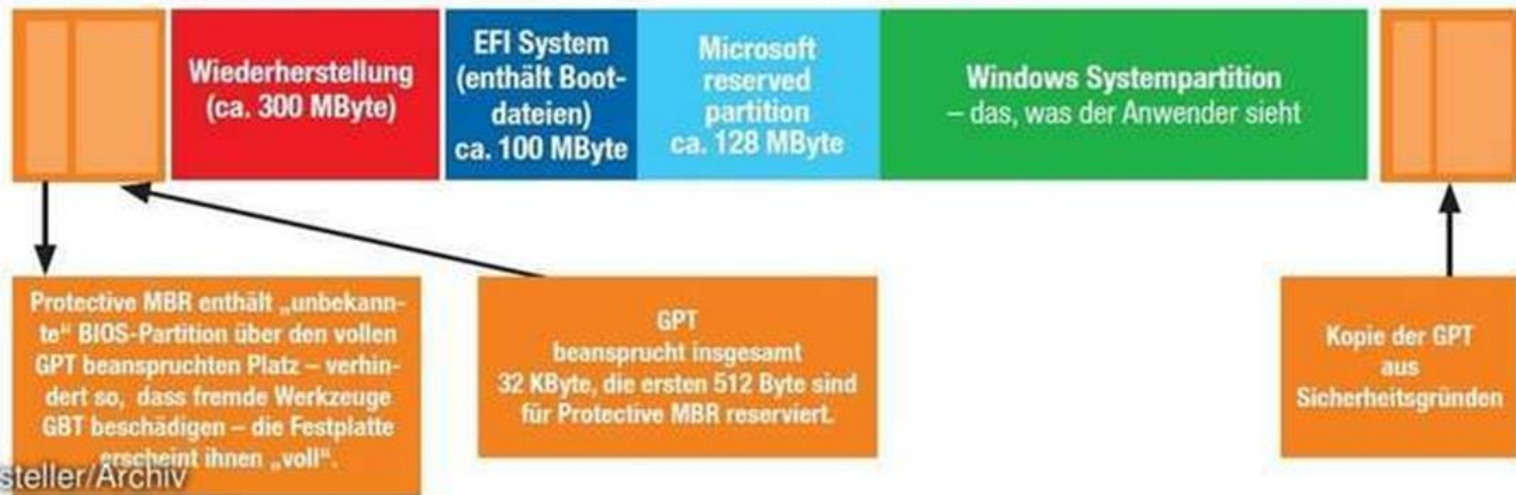 Wiederherstellung
(ca. 300 MByte)
EFI System
(enthält Boot-
dateien)
ca. 100 MByte
Microsoft
reserved
partition
ca. 128 MByte
Windows Systempartition
– das, was der Anwender sieht
Protective MBR enthält „unbekann-
te“ BIOS-Partition über den vollen
GPT beanspruchten Platz – verhin-
dert so, dass fremde Werkzeuge
GBT beschädigen – die Festplatte
erscheint ihnen „voll“.
GPT
beansprucht insgesamt
32 KByte, die ersten 512 Byte sind
für Protective MBR reserviert.
Kopie der GPT
aus
Sicherheitsgründen
steller/Archiv